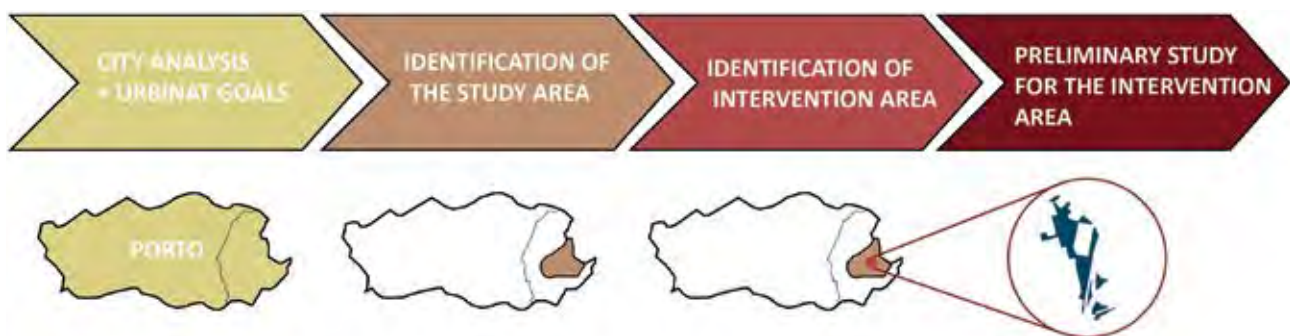 CITY ANALYSIS
+ URBINAT GOALS
IDENTIFICATION OF
THE STUDY AREA
IDENTIFICATION OF
INTERVENTION AREA
PRELIMINARY STUDY
FOR THE INTERVENTION
AREA
PORTO